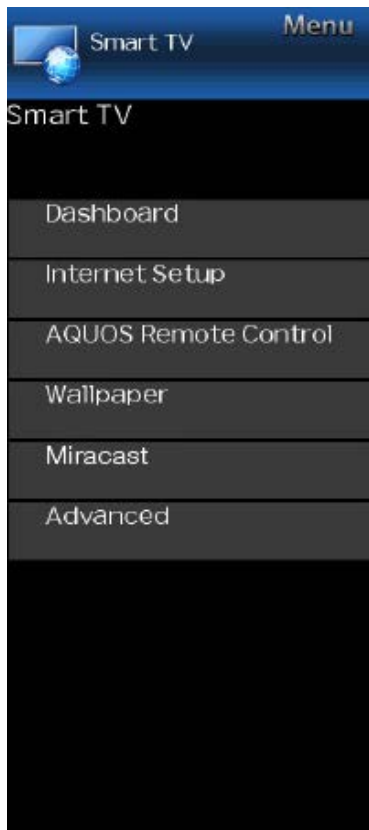 Smart TV
Menu
Smart TV
Dashboard
Internet Setup
AQUOS Remote Control
Wallpaper
Miracast
Advanced